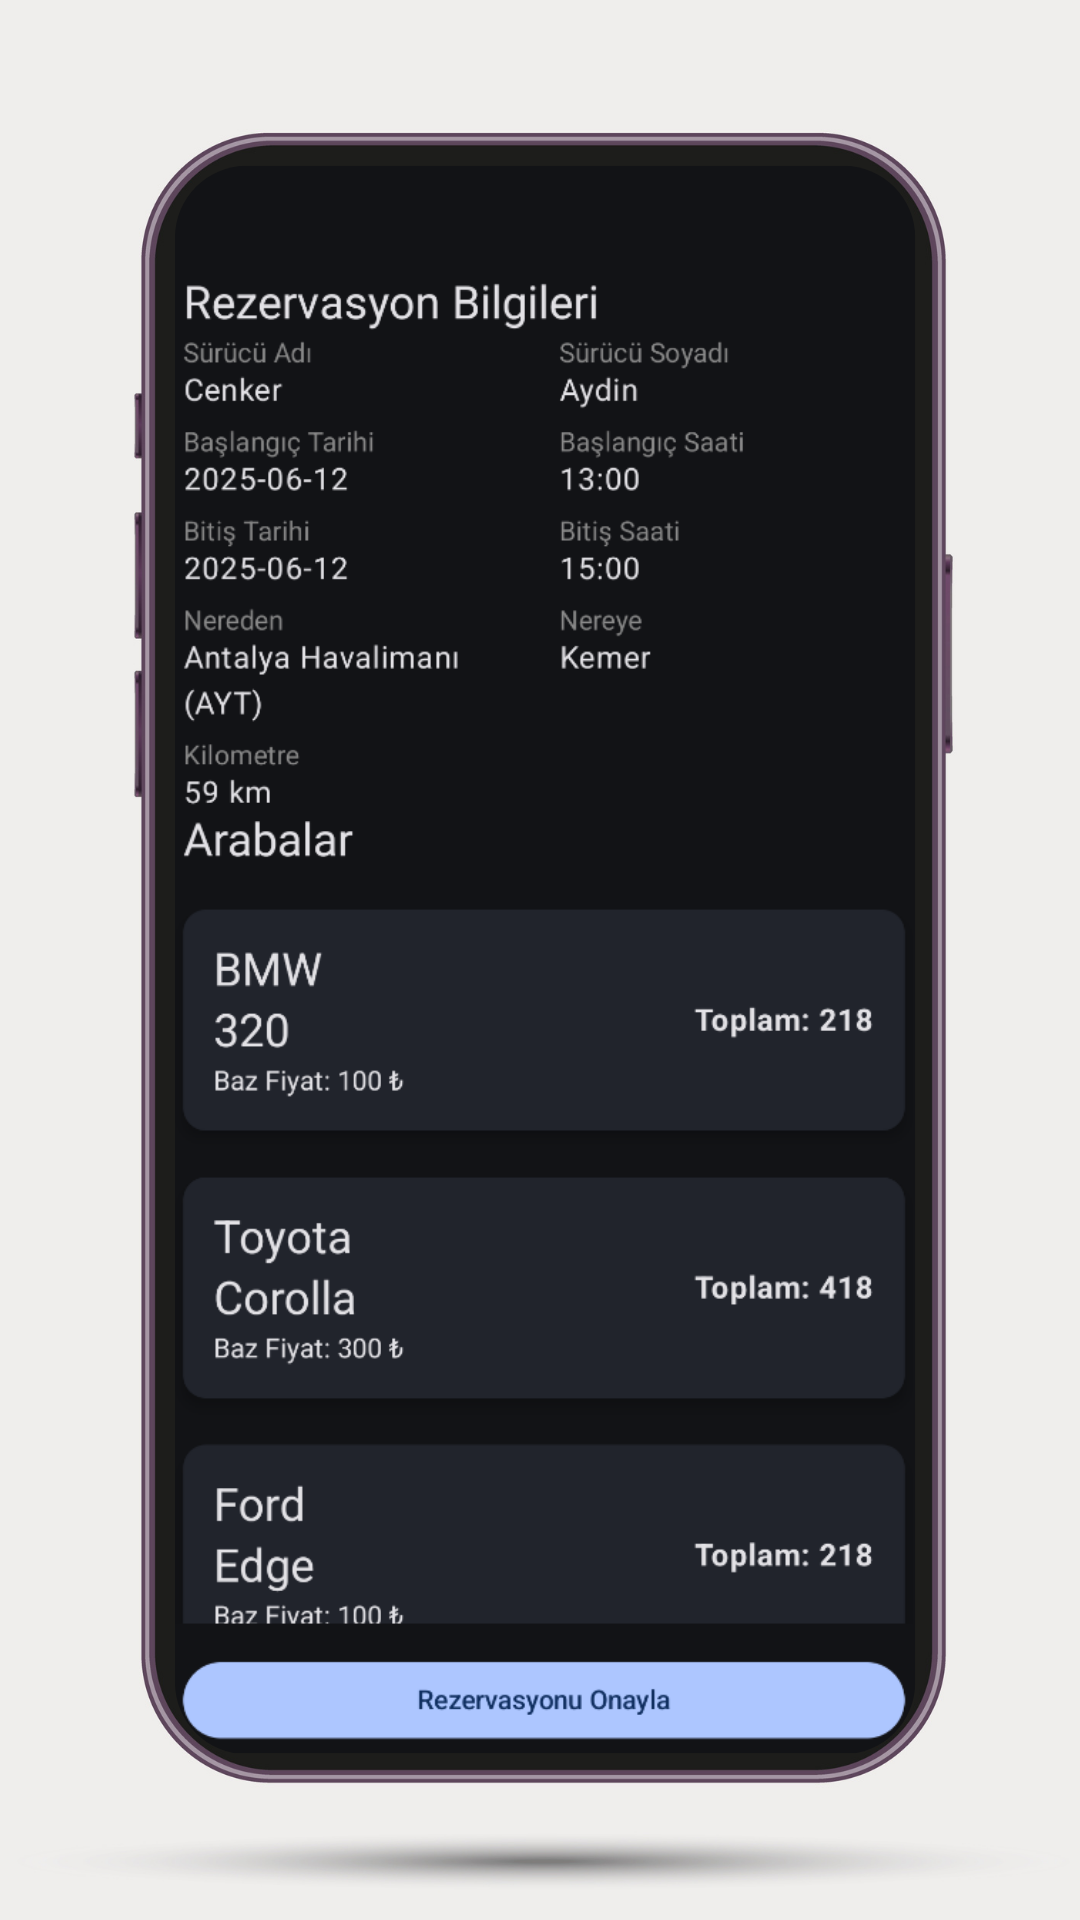 Rezervasyon Bilgileri
Sürücü Adı
Sürücü Soyadı
Cenker
Aydin
Başlangıç Tarihi
Başlangıç Saati
2025-06-12
13:00
Bitiş Tarihi
Bitiş Saati
2025-06-12
15:00
Nereden
Nereye
Antalya Havalimanı
(AYT)
Kemer
Kilometre
59 km
Arabalar
BMW
320
Baz Fiyat: 100 ₺
Toplam: 218
Toyota
Corolla
Baz Fiyat: 300 ₺
Toplam: 418
Ford
Edge
Baz Fiyat: 100 ₺
Toplam: 218
Rezervasyonu Onayla